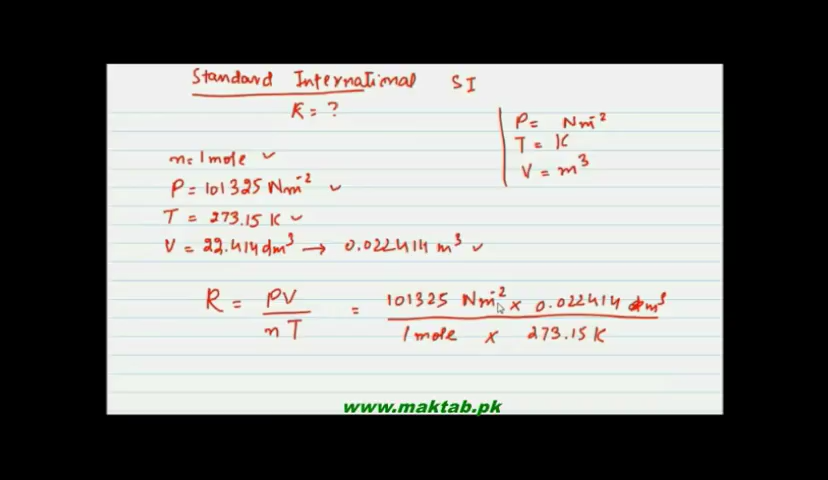 Standard International SI
R = ?
P = Nm⁻²
T = K
V = m³
n = 1 mole ✓
P = 101325 Nm⁻² ✓
T = 273.15 K ✓
V = 22.414 dm³ → 0.022414 m³ ✓
R = PV / nT = 101325 Nm⁻² x 0.022414 m³ / 1 mole x 273.15 K
www.maktab.pk